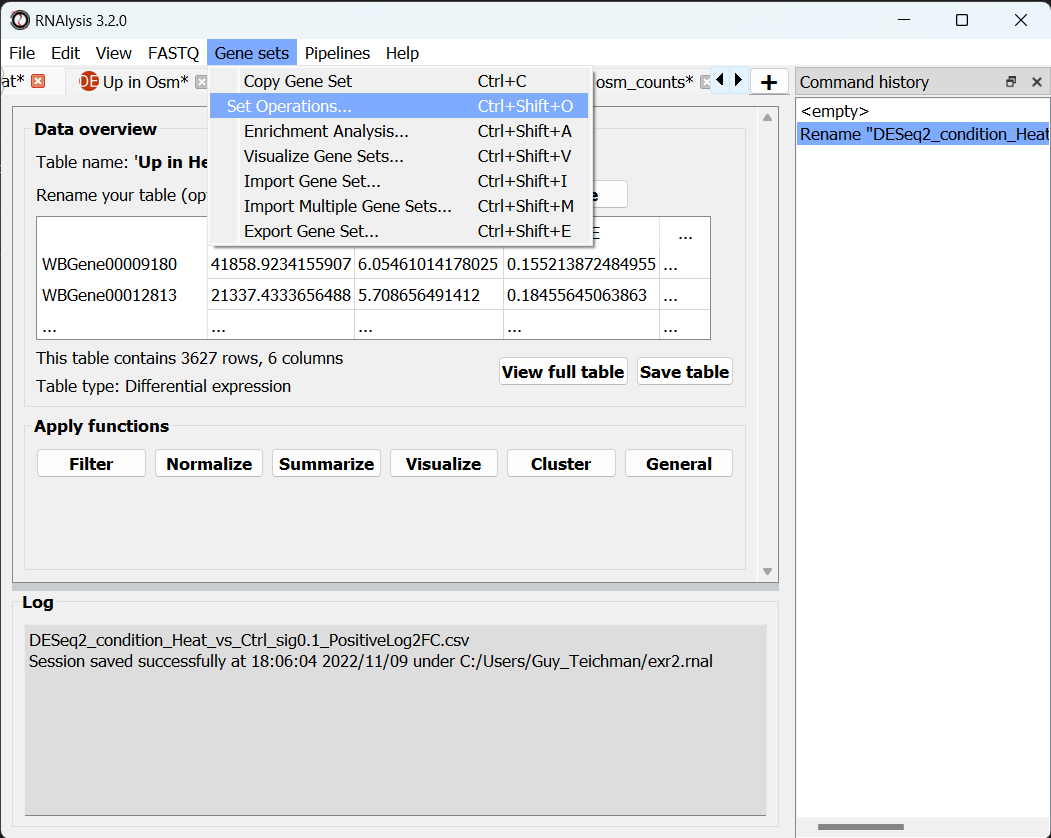 RNAlysis 3.2.0
File Edit View FASTQ Gene sets Pipelines Help
at* DE Up in Osm* osm_counts* +
Copy Gene Set Ctrl+C
Set Operations... Ctrl+Shift+O
Enrichment Analysis... Ctrl+Shift+A
Visualize Gene Sets... Ctrl+Shift+V
Import Gene Set... Ctrl+Shift+I
Import Multiple Gene Sets... Ctrl+Shift+M
Export Gene Set... Ctrl+Shift+E
Data overview
Table name: 'Up in He
Rename your table (op
e
E ...
WBGene00009180 41858.9234155907 6.05461014178025 0.155213872484955 ...
WBGene00012813 21337.4333656488 5.708656491412 0.18455645063863 ...
... ... ... ... ...
This table contains 3627 rows, 6 columns
Table type: Differential expression
View full table Save table
Apply functions
Filter Normalize Summarize Visualize Cluster General
Log
DESeq2_condition_Heat_vs_Ctrl_sig0.1_PositiveLog2FC.csv
Session saved successfully at 18:06:04 2022/11/09 under C:/Users/Guy_Teichman/exr2.rnal
Command history
<empty>
Rename "DESeq2_condition_Heat